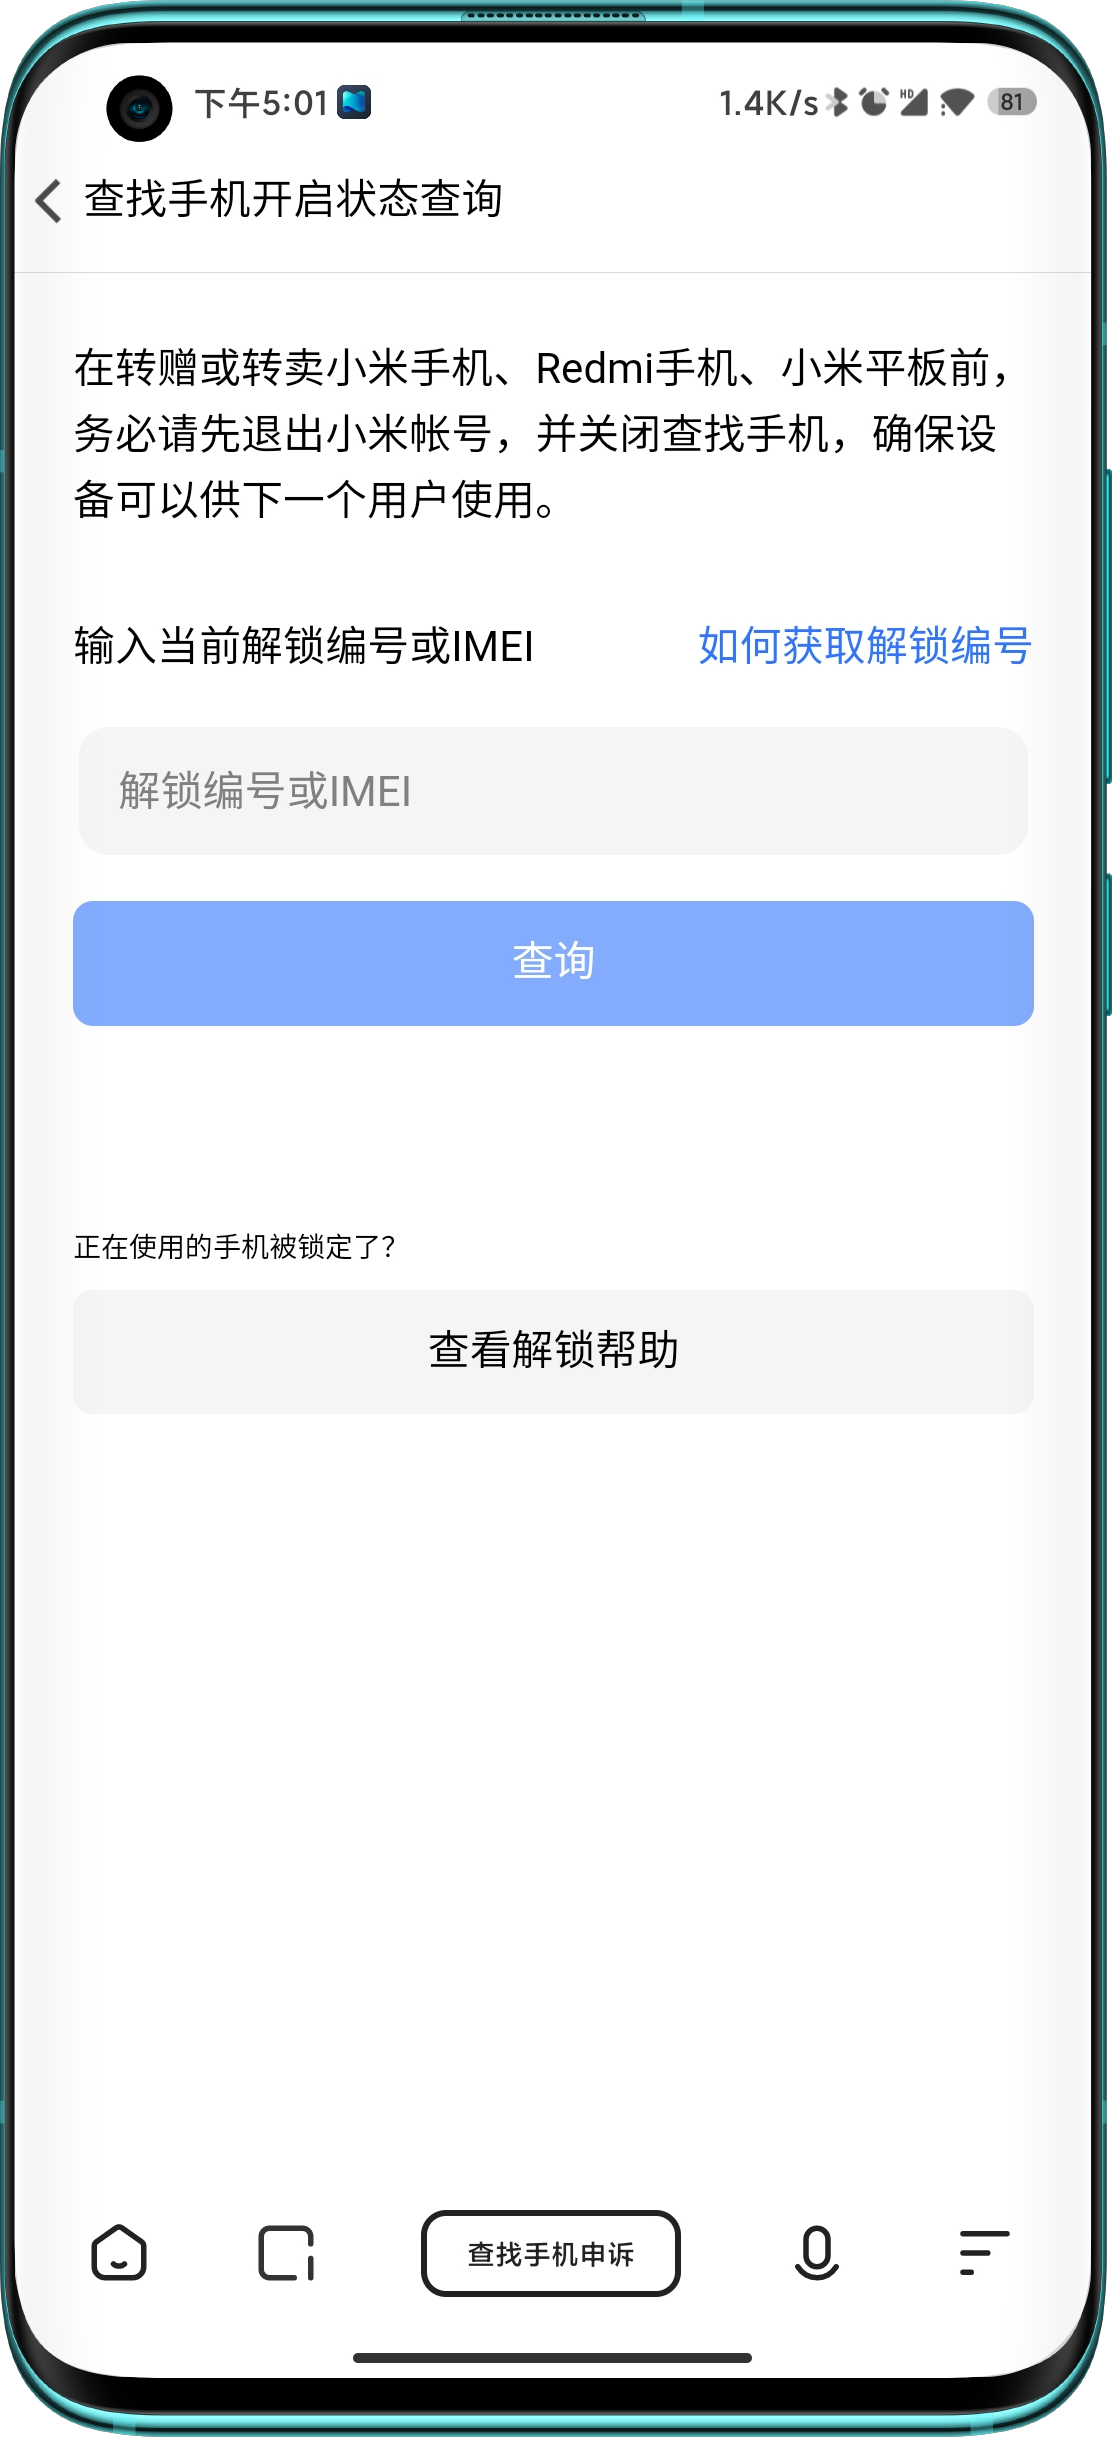 下午5:01
1.4K/s
HD
81
查找手机开启状态查询
在转赠或转卖小米手机、Redmi手机、小米平板前，
务必请先退出小米帐号，并关闭查找手机，确保设
备可以供下一个用户使用。
输入当前解锁编号或IMEI
如何获取解锁编号
解锁编号或IMEI
查询
正在使用的手机被锁定了？
查看解锁帮助
查找手机申诉